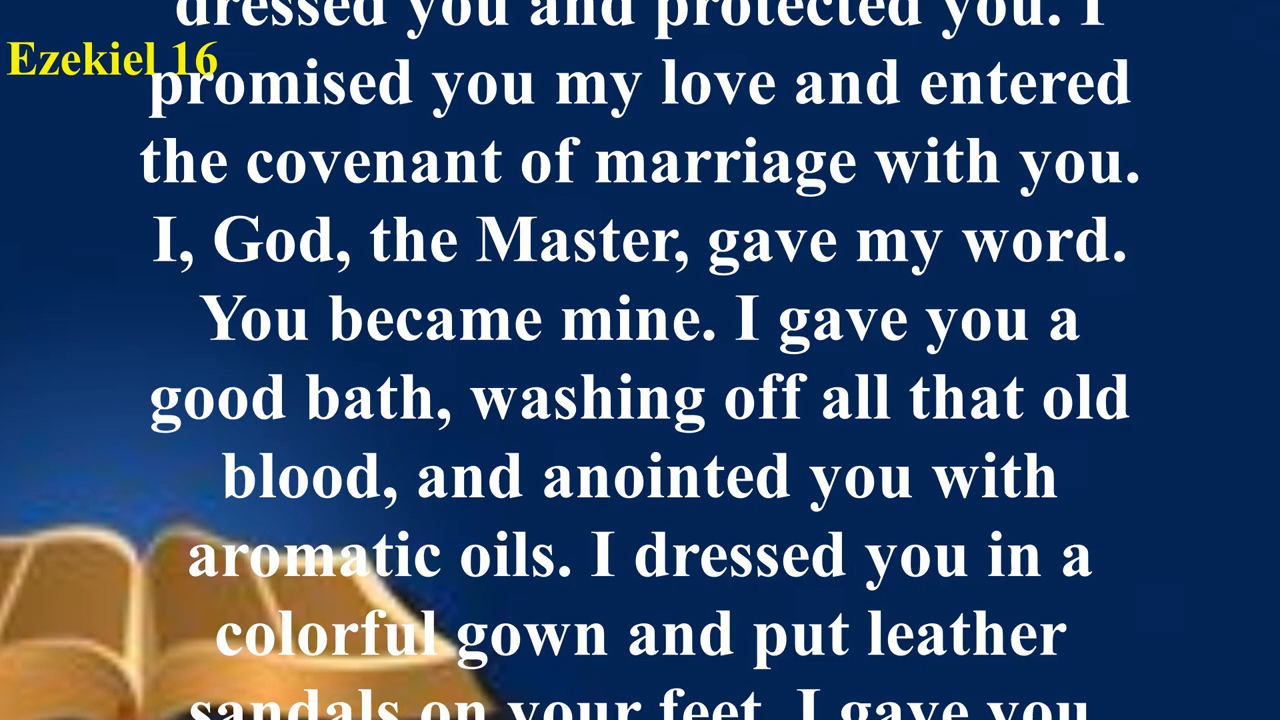 dressed you and protected you. I
Ezekiel 16
promised you my love and entered
the covenant of marriage with you.
I, God, the Master, gave my word.
You became mine. I gave you a
good bath, washing off all that old
blood, and anointed you with
aromatic oils. I dressed you in a
colorful gown and put leather
sandals on your feet. I gave you